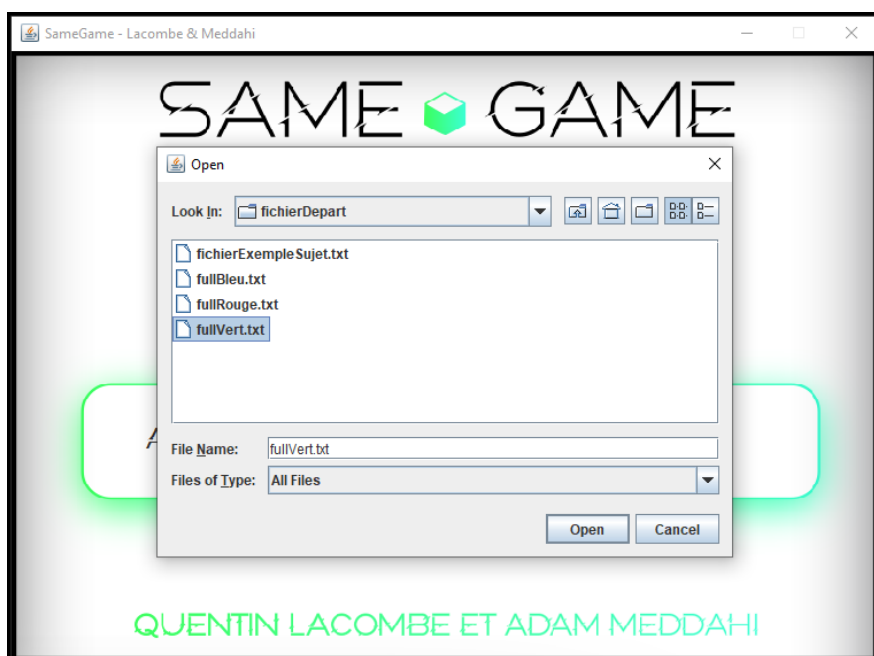 SameGame - Lacombe & Meddahi
SAME GAME
Open
Look In: fichierDepart
fichierExempleSujet.txt
fullBleu.txt
fullRouge.txt
fullVert.txt
File Name: fullVert.txt
Files of Type: All Files
Open Cancel
QUENTIN LACOMBE ET ADAM MEDDAHI